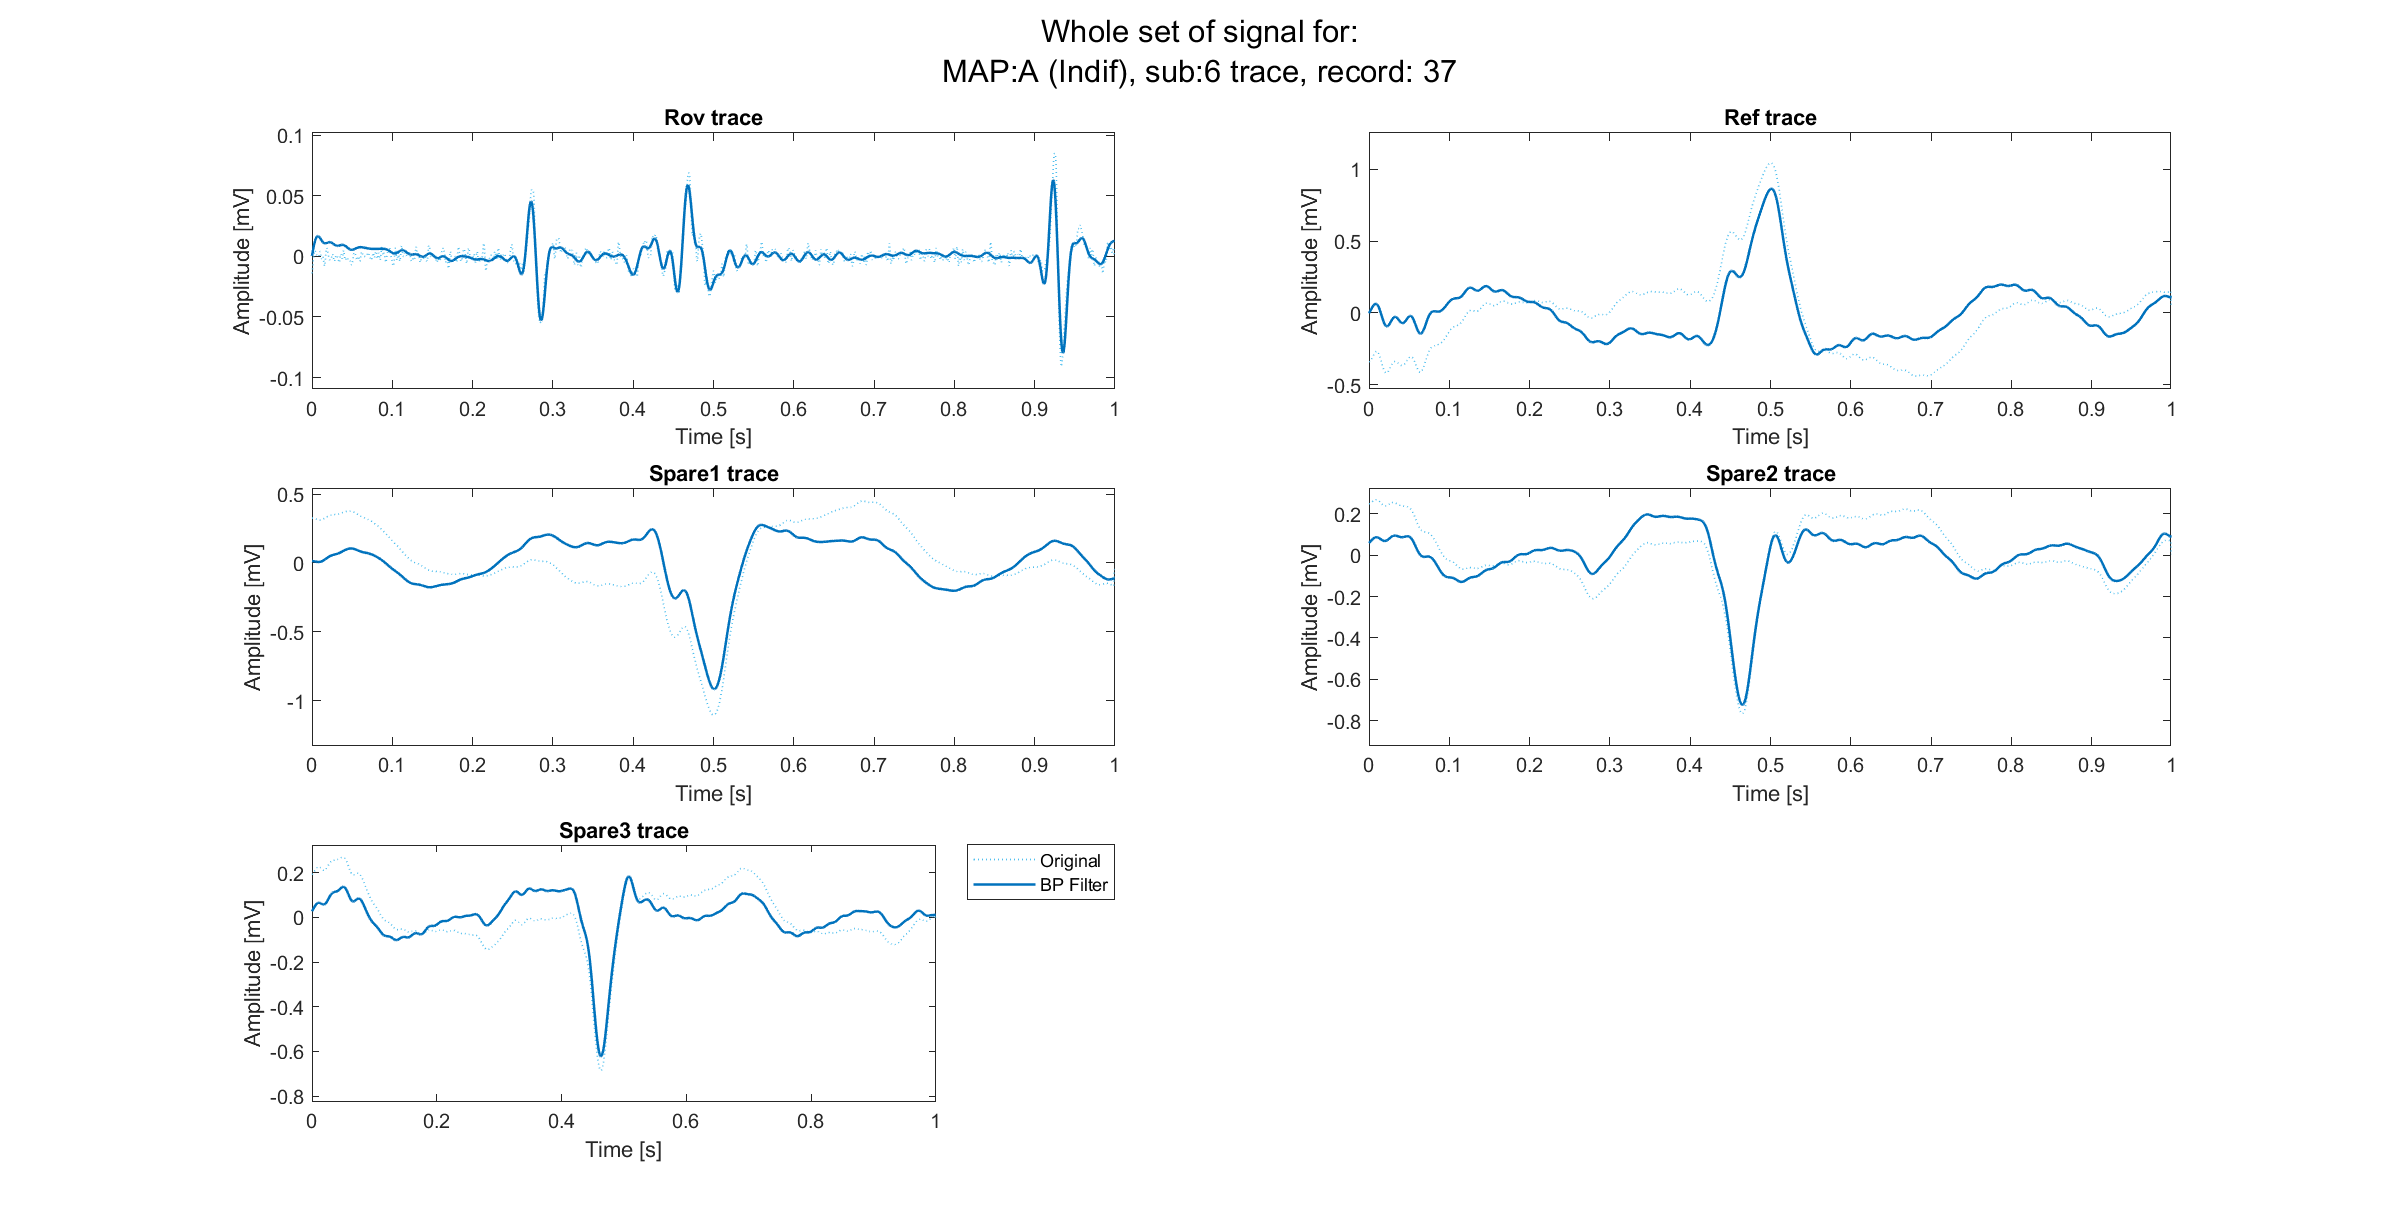 Whole set of signal for:
MAP:A (Indif), sub:6 trace, record: 37
Rov trace
0.1
0.05
0
-0.05
-0.1
Amplitude [mV]
0 0.1 0.2 0.3 0.4 0.5 0.6 0.7 0.8 0.9 1
Time [s]
Ref trace
1
0.5
0
-0.5
Amplitude [mV]
0 0.1 0.2 0.3 0.4 0.5 0.6 0.7 0.8 0.9 1
Time [s]
Spare1 trace
0.5
0
-0.5
-1
Amplitude [mV]
0 0.1 0.2 0.3 0.4 0.5 0.6 0.7 0.8 0.9 1
Time [s]
Spare2 trace
0.2
0
-0.2
-0.4
-0.6
-0.8
Amplitude [mV]
0 0.1 0.2 0.3 0.4 0.5 0.6 0.7 0.8 0.9 1
Time [s]
Spare3 trace
0.2
0
-0.2
-0.4
-0.6
-0.8
Amplitude [mV]
0 0.2 0.4 0.6 0.8 1
Time [s]
Original
BP Filter